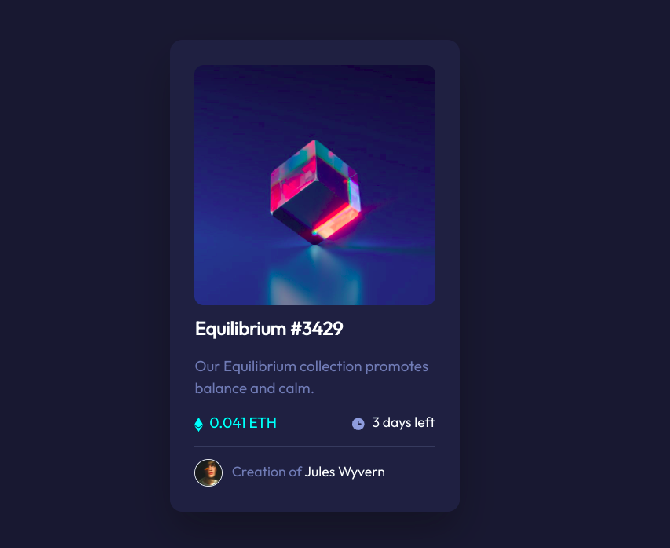 Equilibrium #3429
Our Equilibrium collection promotes
balance and calm.
0.041 ETH
3 days left
Creation of Jules Wyvern